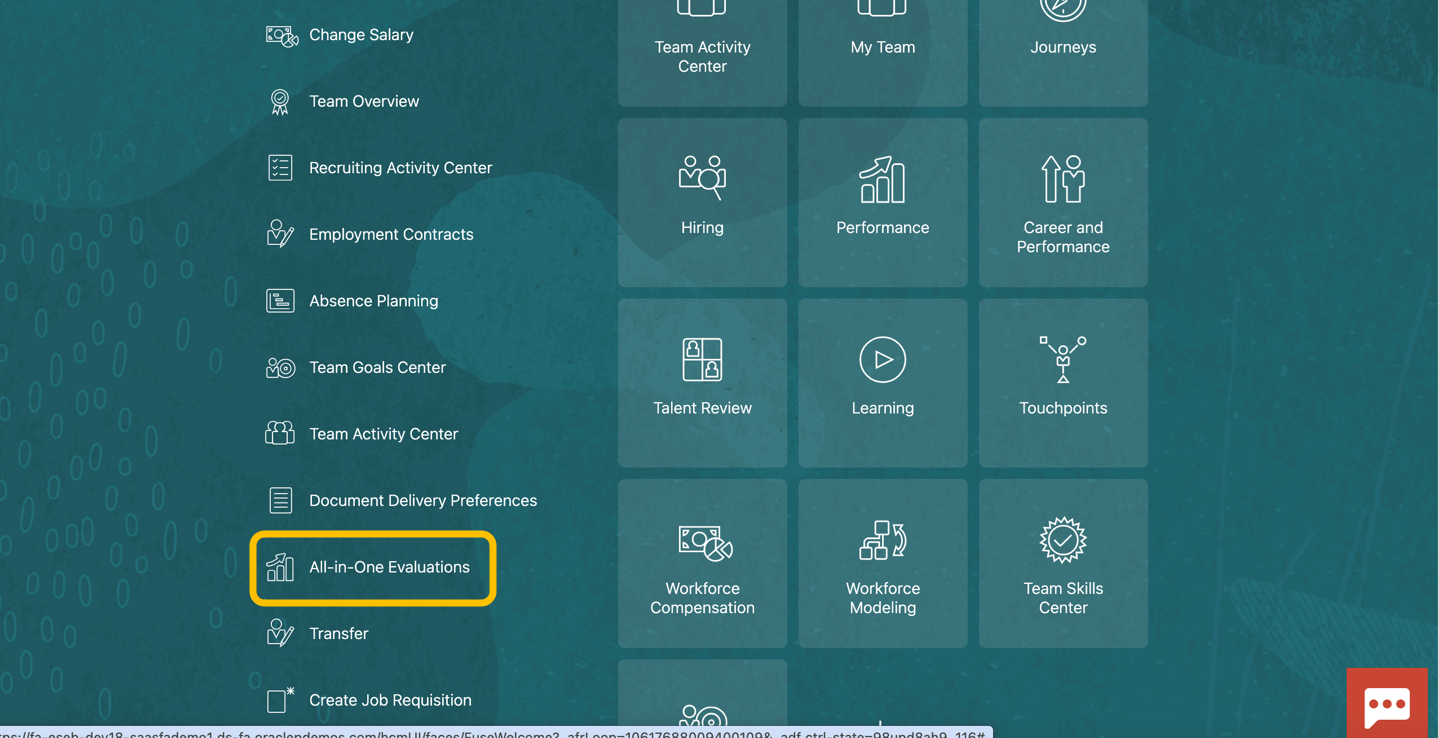 Change Salary
Team Overview
Recruiting Activity Center
Employment Contracts
Absence Planning
Team Goals Center
Team Activity Center
Document Delivery Preferences
All-in-One Evaluations
Transfer
Create Job Requisition
Team Activity
Center
My Team
Journeys
Hiring
Performance
Career and
Performance
Talent Review
Learning
Touchpoints
Workforce
Compensation
Workforce
Modeling
Team Skills
Center